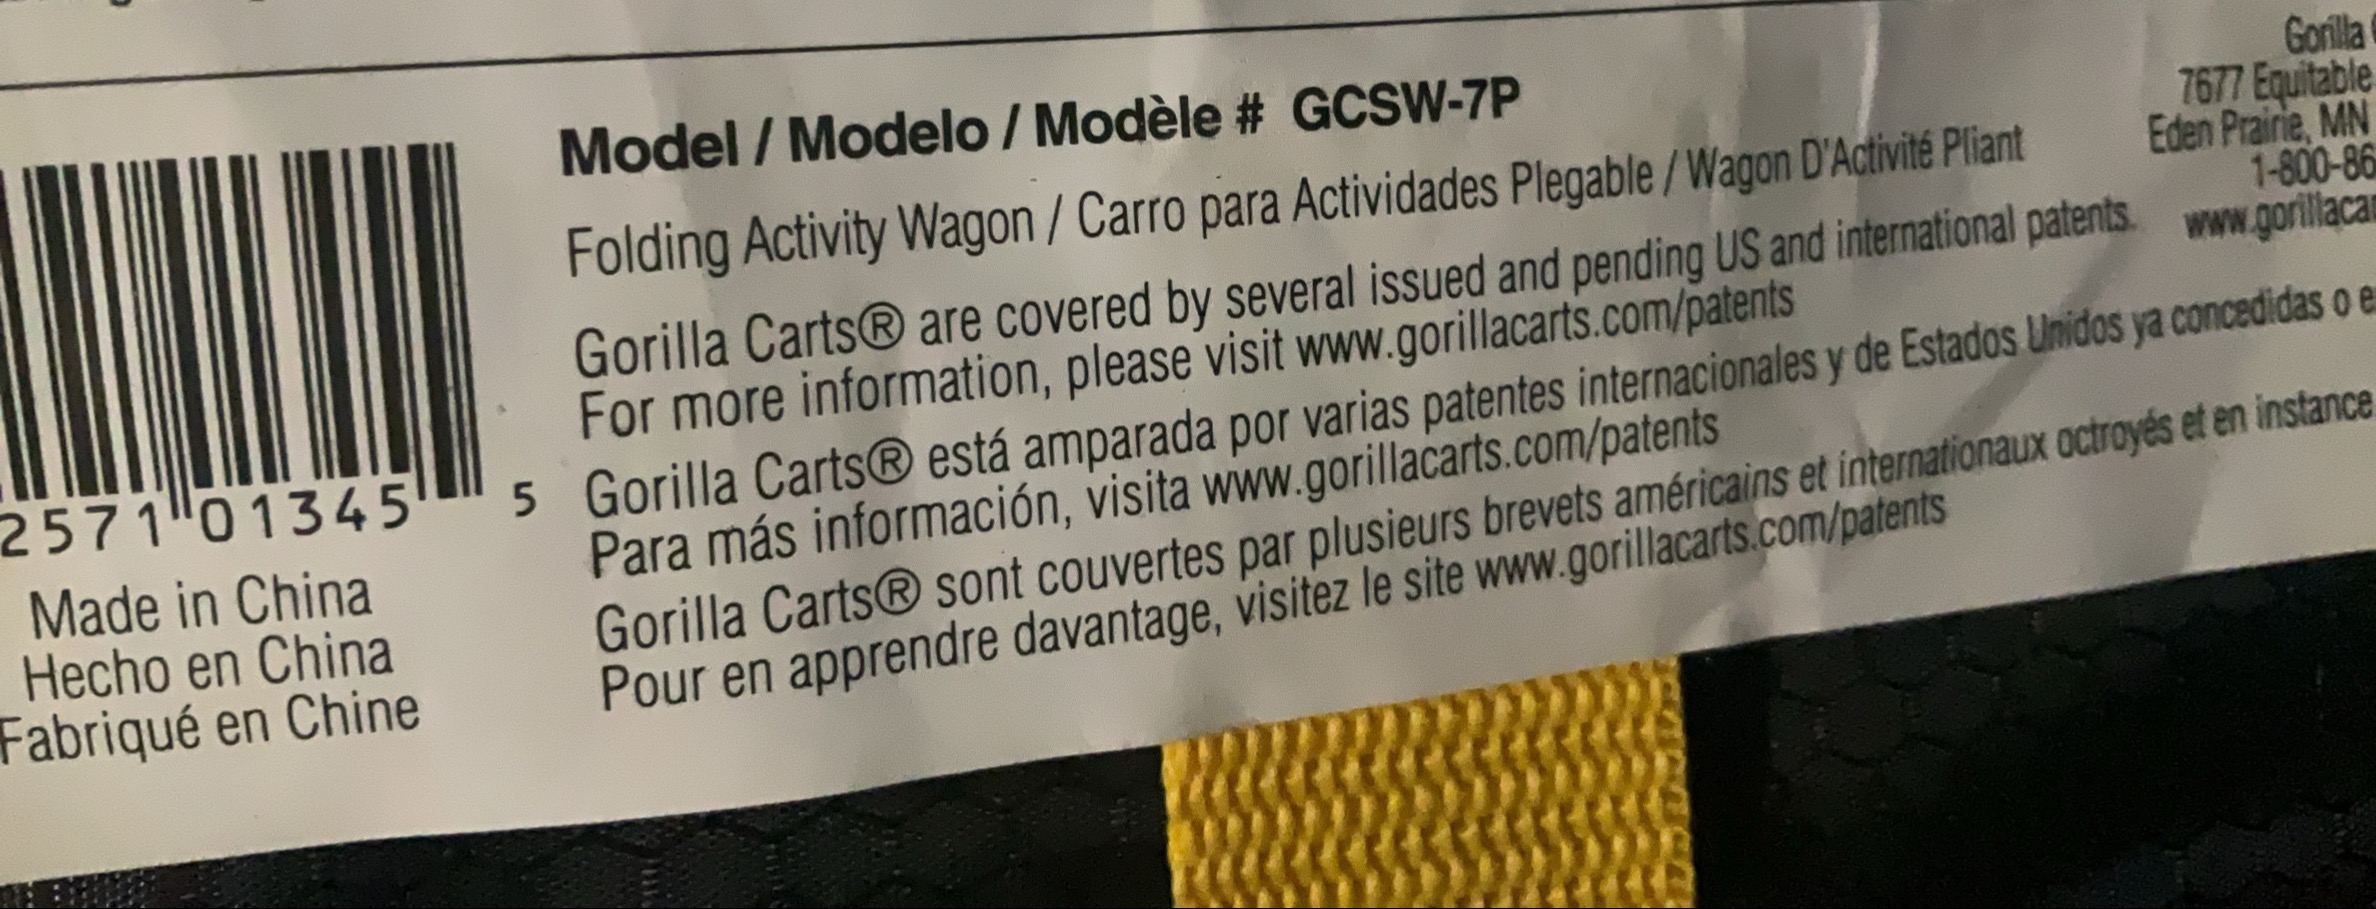 Model / Modelo / Modèle # GCSW-7P
Folding Activity Wagon / Carro para Actividades Plegable / Wagon D'Activité Pliant
Gorilla Carts® are covered by several issued and pending US and international patents.
For more information, please visit www.gorillacarts.com/patents
Gorilla Carts® está amparada por varias patentes internacionales y de Estados Unidos ya concedidas o e
Para más información, visita www.gorillacarts.com/patents
Gorilla Carts® sont couvertes par plusieurs brevets américains et internationaux octroyés et en instance
Pour en apprendre davantage, visitez le site www.gorillacarts.com/patents
2571 01345 5
Made in China
Hecho en China
Fabriqué en Chine
Gorilla
7677 Equitable
Eden Prairie, MN
1-800-86
www.gorillacar